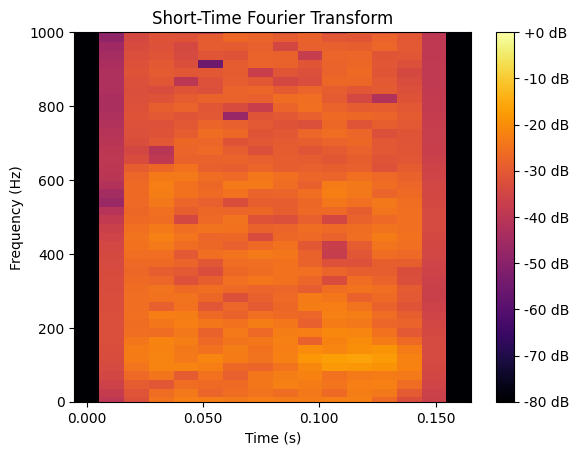 Short-Time Fourier Transform
1000
800
600
400
200
0
Frequency (Hz)
0.000
0.050
0.100
0.150
Time (s)
+0 dB
-10 dB
-20 dB
-30 dB
-40 dB
-50 dB
-60 dB
-70 dB
-80 dB